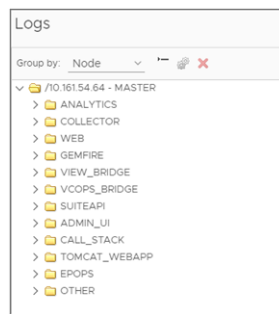 Logs
Group by: Node
/10.161.54.64 - MASTER
ANALYTICS
COLLECTOR
WEB
GEMFIRE
VIEW_BRIDGE
VCOPS_BRIDGE
SUITEAPI
ADMIN_UI
CALL_STACK
TOMCAT_WEBAPP
EPOPS
OTHER